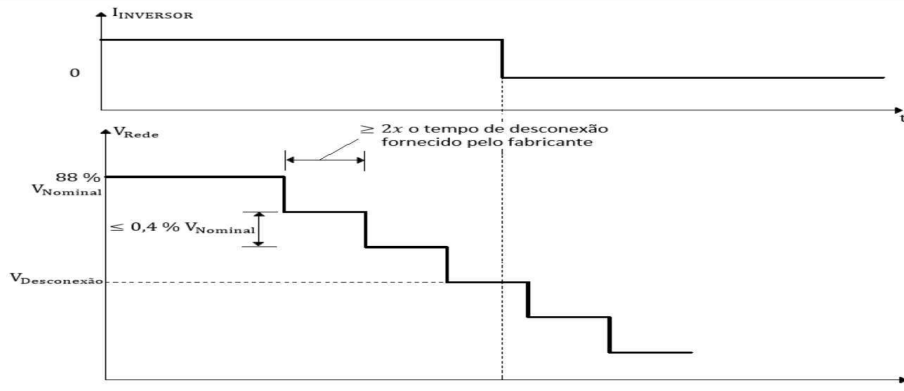 I_INVERSOR
0
t
V_Rede
≥ 2x o tempo de desconexão
fornecido pelo fabricante
88 %
V_Nominal
≤ 0,4 % V_Nominal
V_Desconexão